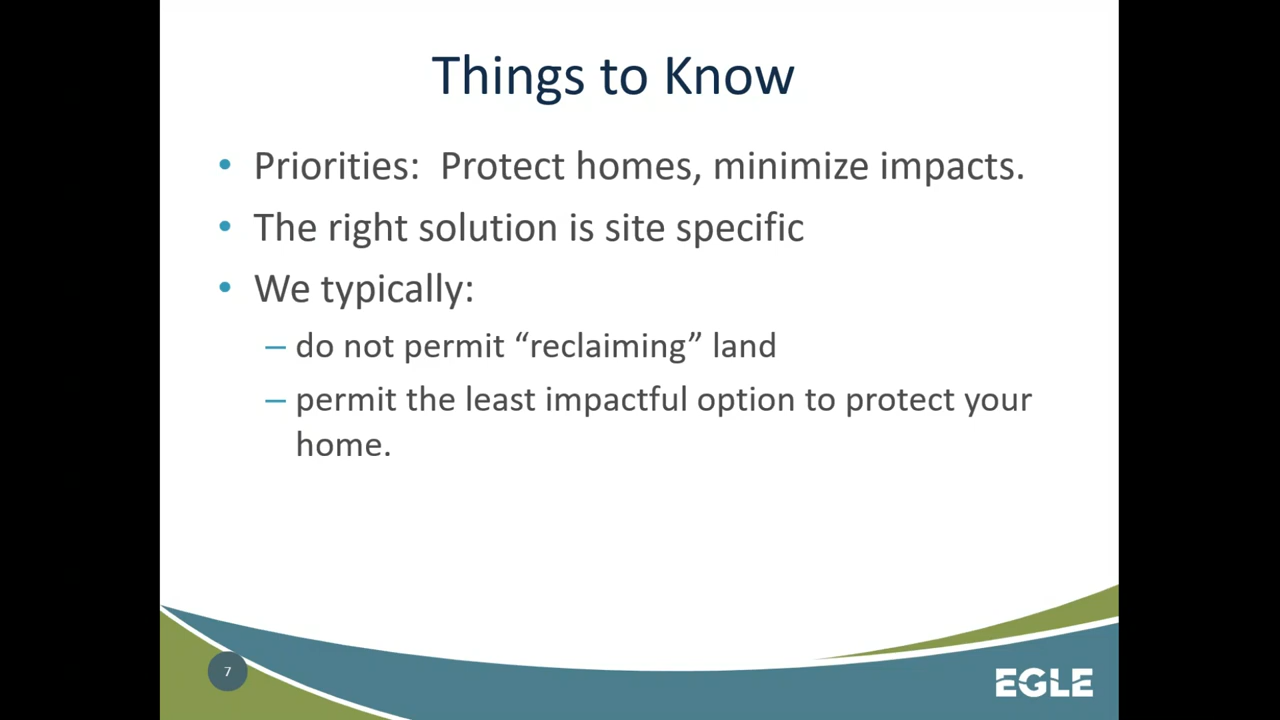 Things to Know
• Priorities:  Protect homes, minimize impacts.
• The right solution is site specific
• We typically:
– do not permit “reclaiming” land
– permit the least impactful option to protect your
home.
7
EGLE